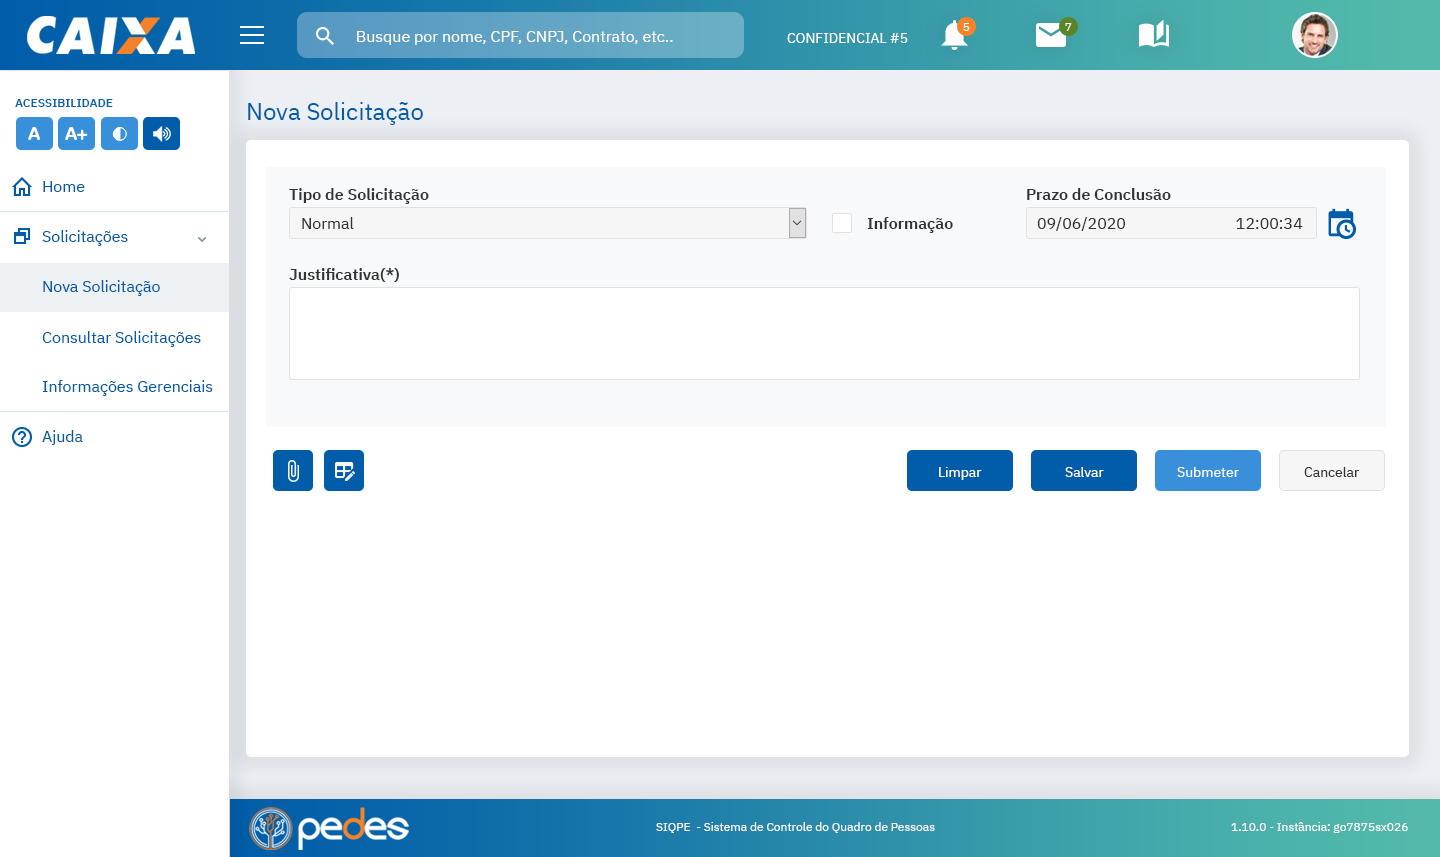 CAIXA
Busque por nome, CPF, CNPJ, Contrato, etc..
CONFIDENCIAL #5
5
7
ACESSIBILIDADE
A
A+
Home
Solicitações
Nova Solicitação
Consultar Solicitações
Informações Gerenciais
Ajuda
Nova Solicitação
Tipo de Solicitação
Normal
Informação
Prazo de Conclusão
09/06/2020 12:00:34
Justificativa(*)
Limpar
Salvar
Submeter
Cancelar
pedes
SIQPE - Sistema de Controle do Quadro de Pessoas
1.10.0 - Instância: go7875sx026